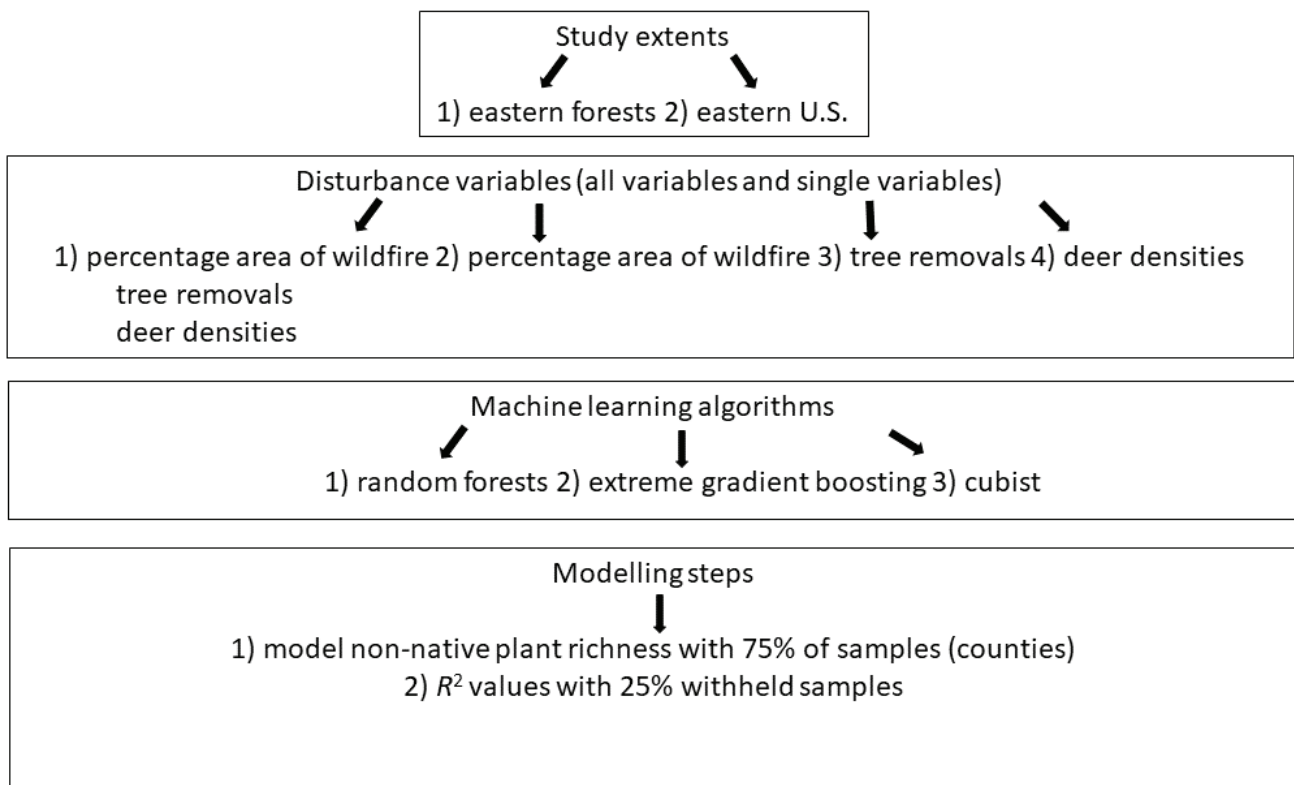 Study extents
1) eastern forests 2) eastern U.S.
Disturbance variables (all variables and single variables)
1) percentage area of wildfire 2) percentage area of wildfire 3) tree removals 4) deer densities
tree removals
deer densities
Machine learning algorithms
1) random forests 2) extreme gradient boosting 3) cubist
Modelling steps
1) model non-native plant richness with 75% of samples (counties)
2) R² values with 25% withheld samples